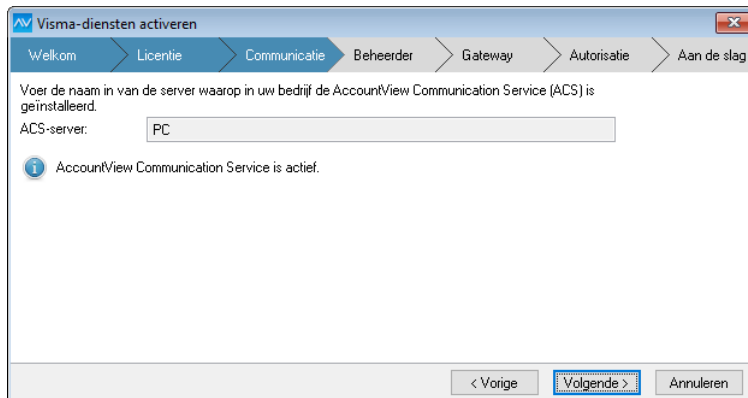 Visma-diensten activeren
Welkom Licentie Communicatie Beheerder Gateway Autorisatie Aan de slag
Voer de naam in van de server waarop in uw bedrijf de AccountView Communication Service (ACS) is
geïnstalleerd.
ACS-server: PC
AccountView Communication Service is actief.
< Vorige Volgende > Annuleren